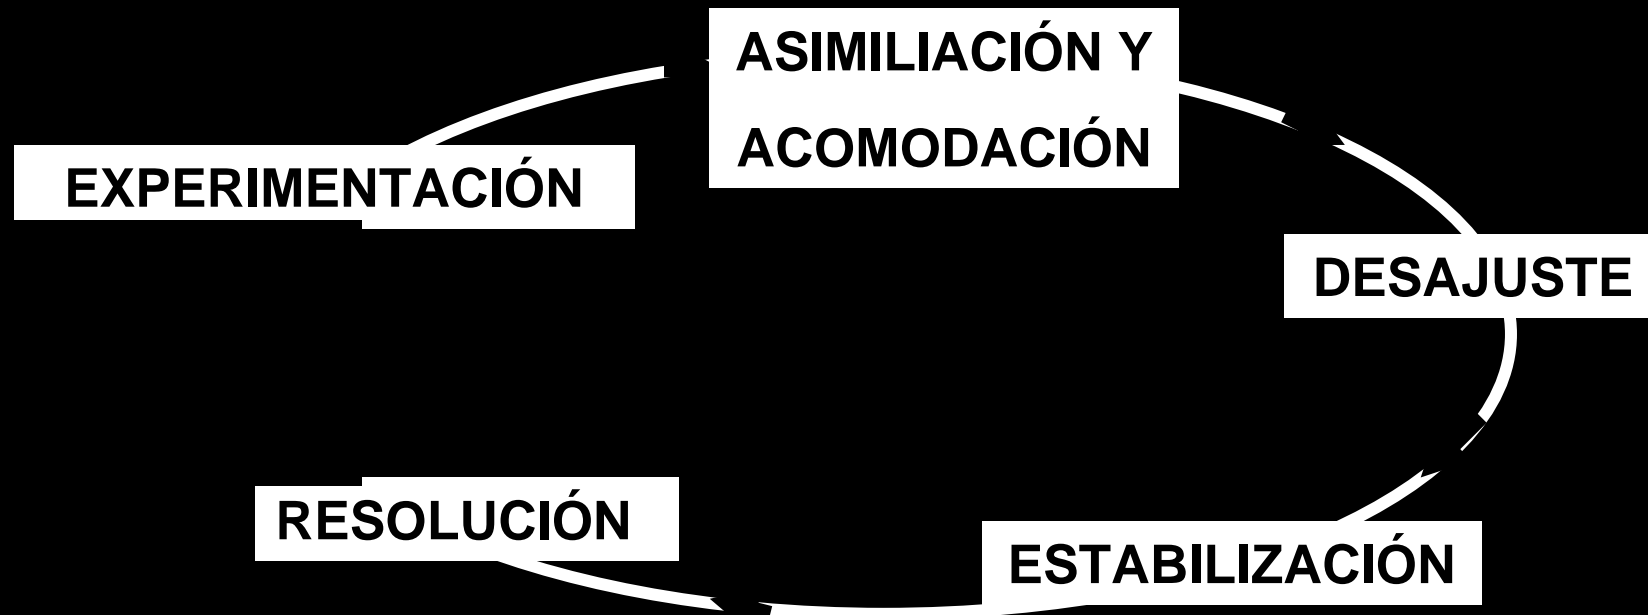 ASIMILIACIÓN Y
ACOMODACIÓN
EXPERIMENTACIÓN
DESAJUSTE
RESOLUCIÓN
ESTABILIZACIÓN